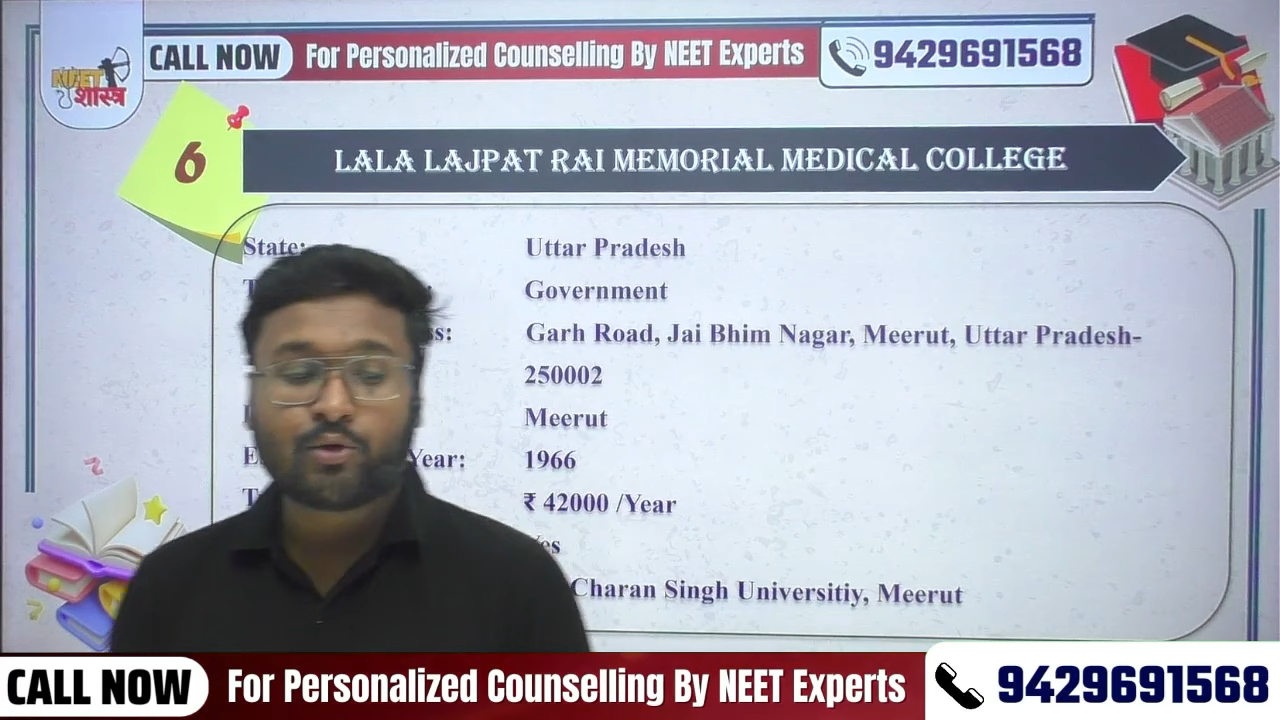 CALL NOW For Personalized Counselling By NEET Experts 9429691568
NEET
शास्त्र
6
LALA LAJPAT RAI MEMORIAL MEDICAL COLLEGE
State: Uttar Pradesh
Government
Garh Road, Jai Bhim Nagar, Meerut, Uttar Pradesh-
250002
Meerut
Year: 1966
₹ 42000 /Year
Yes
Charan Singh Universitiy, Meerut
CALL NOW For Personalized Counselling By NEET Experts 9429691568